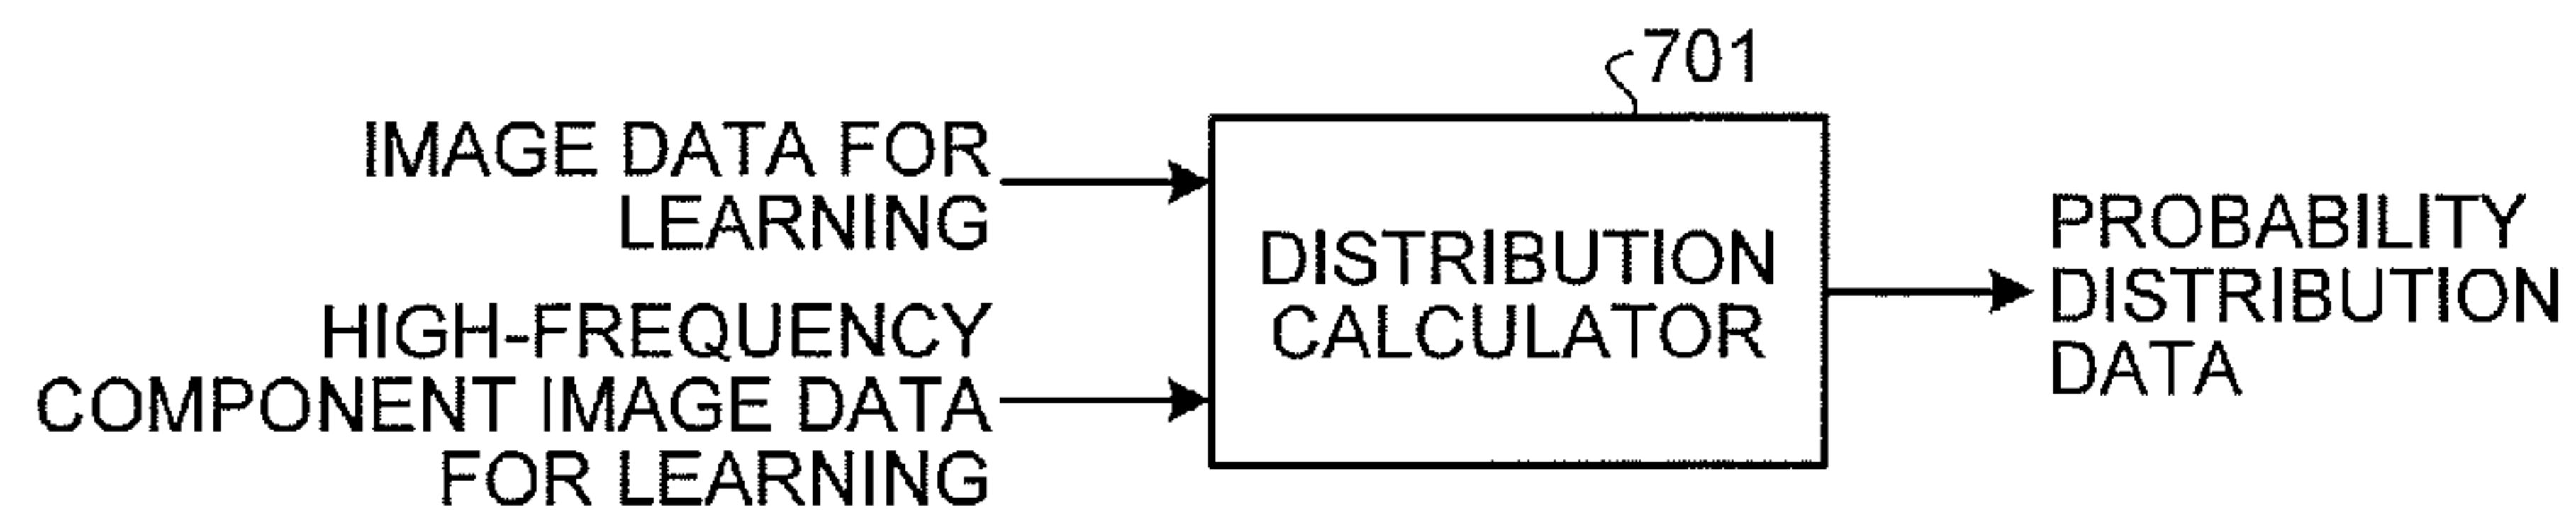 701
IMAGE DATA FOR
LEARNING
HIGH-FREQUENCY
COMPONENT IMAGE DATA
FOR LEARNING
DISTRIBUTION
CALCULATOR
PROBABILITY
DISTRIBUTION
DATA